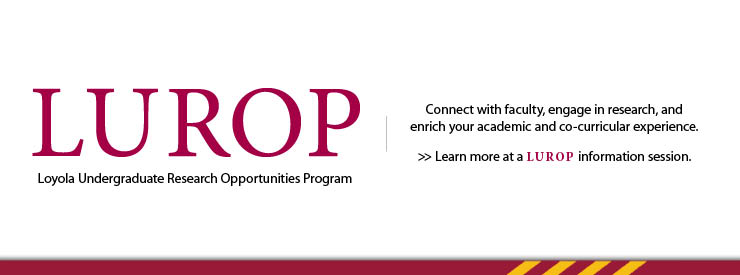 LUROP
Loyola Undergraduate Research Opportunities Program
Connect with faculty, engage in research, and
enrich your academic and co-curricular experience.
>> Learn more at a LUROP information session.